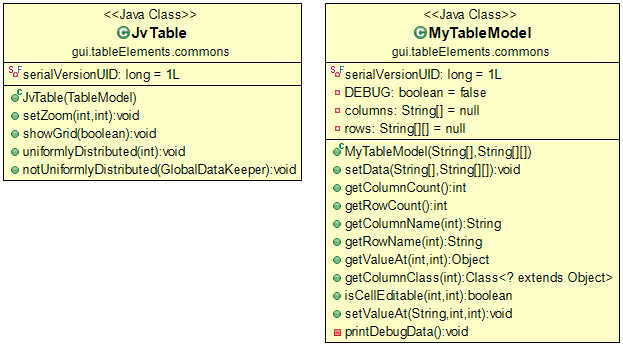 <<Java Class>>
JvTable
gui.tableElements.commons
serialVersionUID: long = 1L
JvTable(TableModel)
setZoom(int,int):void
showGrid(boolean):void
uniformlyDistributed(int):void
notUniformlyDistributed(GlobalDataKeeper):void
<<Java Class>>
MyTableModel
gui.tableElements.commons
serialVersionUID: long = 1L
DEBUG: boolean = false
columns: String[] = null
rows: String[][] = null
MyTableModel(String[],String[][])
setData(String[],String[][]):void
getColumnCount():int
getRowCount():int
getColumnName(int):String
getRowName(int):String
getValueAt(int,int):Object
getColumnClass(int):Class<? extends Object>
isCellEditable(int,int):boolean
setValueAt(String,int,int):void
printDebugData():void